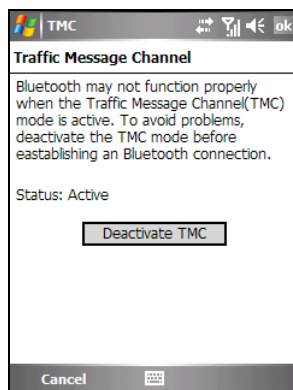 TMC ok
Traffic Message Channel
Bluetooth may not function properly
when the Traffic Message Channel(TMC)
mode is active. To avoid problems,
deactivate the TMC mode before
eastablishing an Bluetooth connection.
Status: Active
Deactivate TMC
Cancel